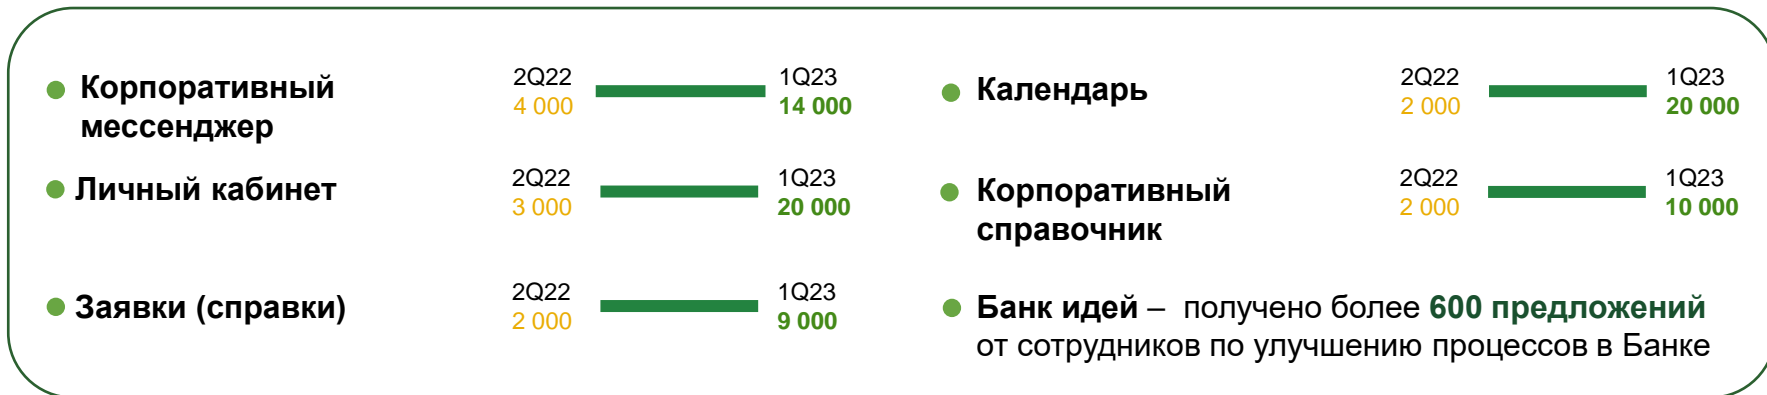 Корпоративный
мессенджер
2Q22
4 000
1Q23
14 000
Личный кабинет
2Q22
3 000
1Q23
20 000
Заявки (справки)
2Q22
2 000
1Q23
9 000
Календарь
2Q22
2 000
1Q23
20 000
Корпоративный
справочник
2Q22
2 000
1Q23
10 000
Банк идей – получено более 600 предложений
от сотрудников по улучшению процессов в Банке